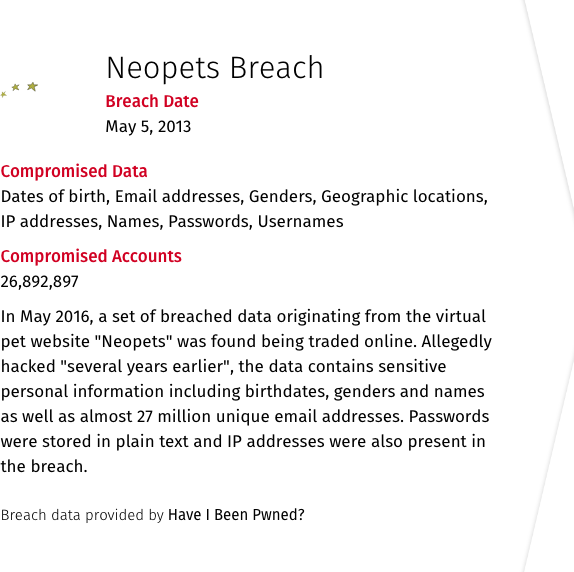 Neopets Breach
Breach Date
May 5, 2013
Compromised Data
Dates of birth, Email addresses, Genders, Geographic locations,
IP addresses, Names, Passwords, Usernames
Compromised Accounts
26,892,897
In May 2016, a set of breached data originating from the virtual
pet website "Neopets" was found being traded online. Allegedly
hacked "several years earlier", the data contains sensitive
personal information including birthdates, genders and names
as well as almost 27 million unique email addresses. Passwords
were stored in plain text and IP addresses were also present in
the breach.
Breach data provided by Have I Been Pwned?